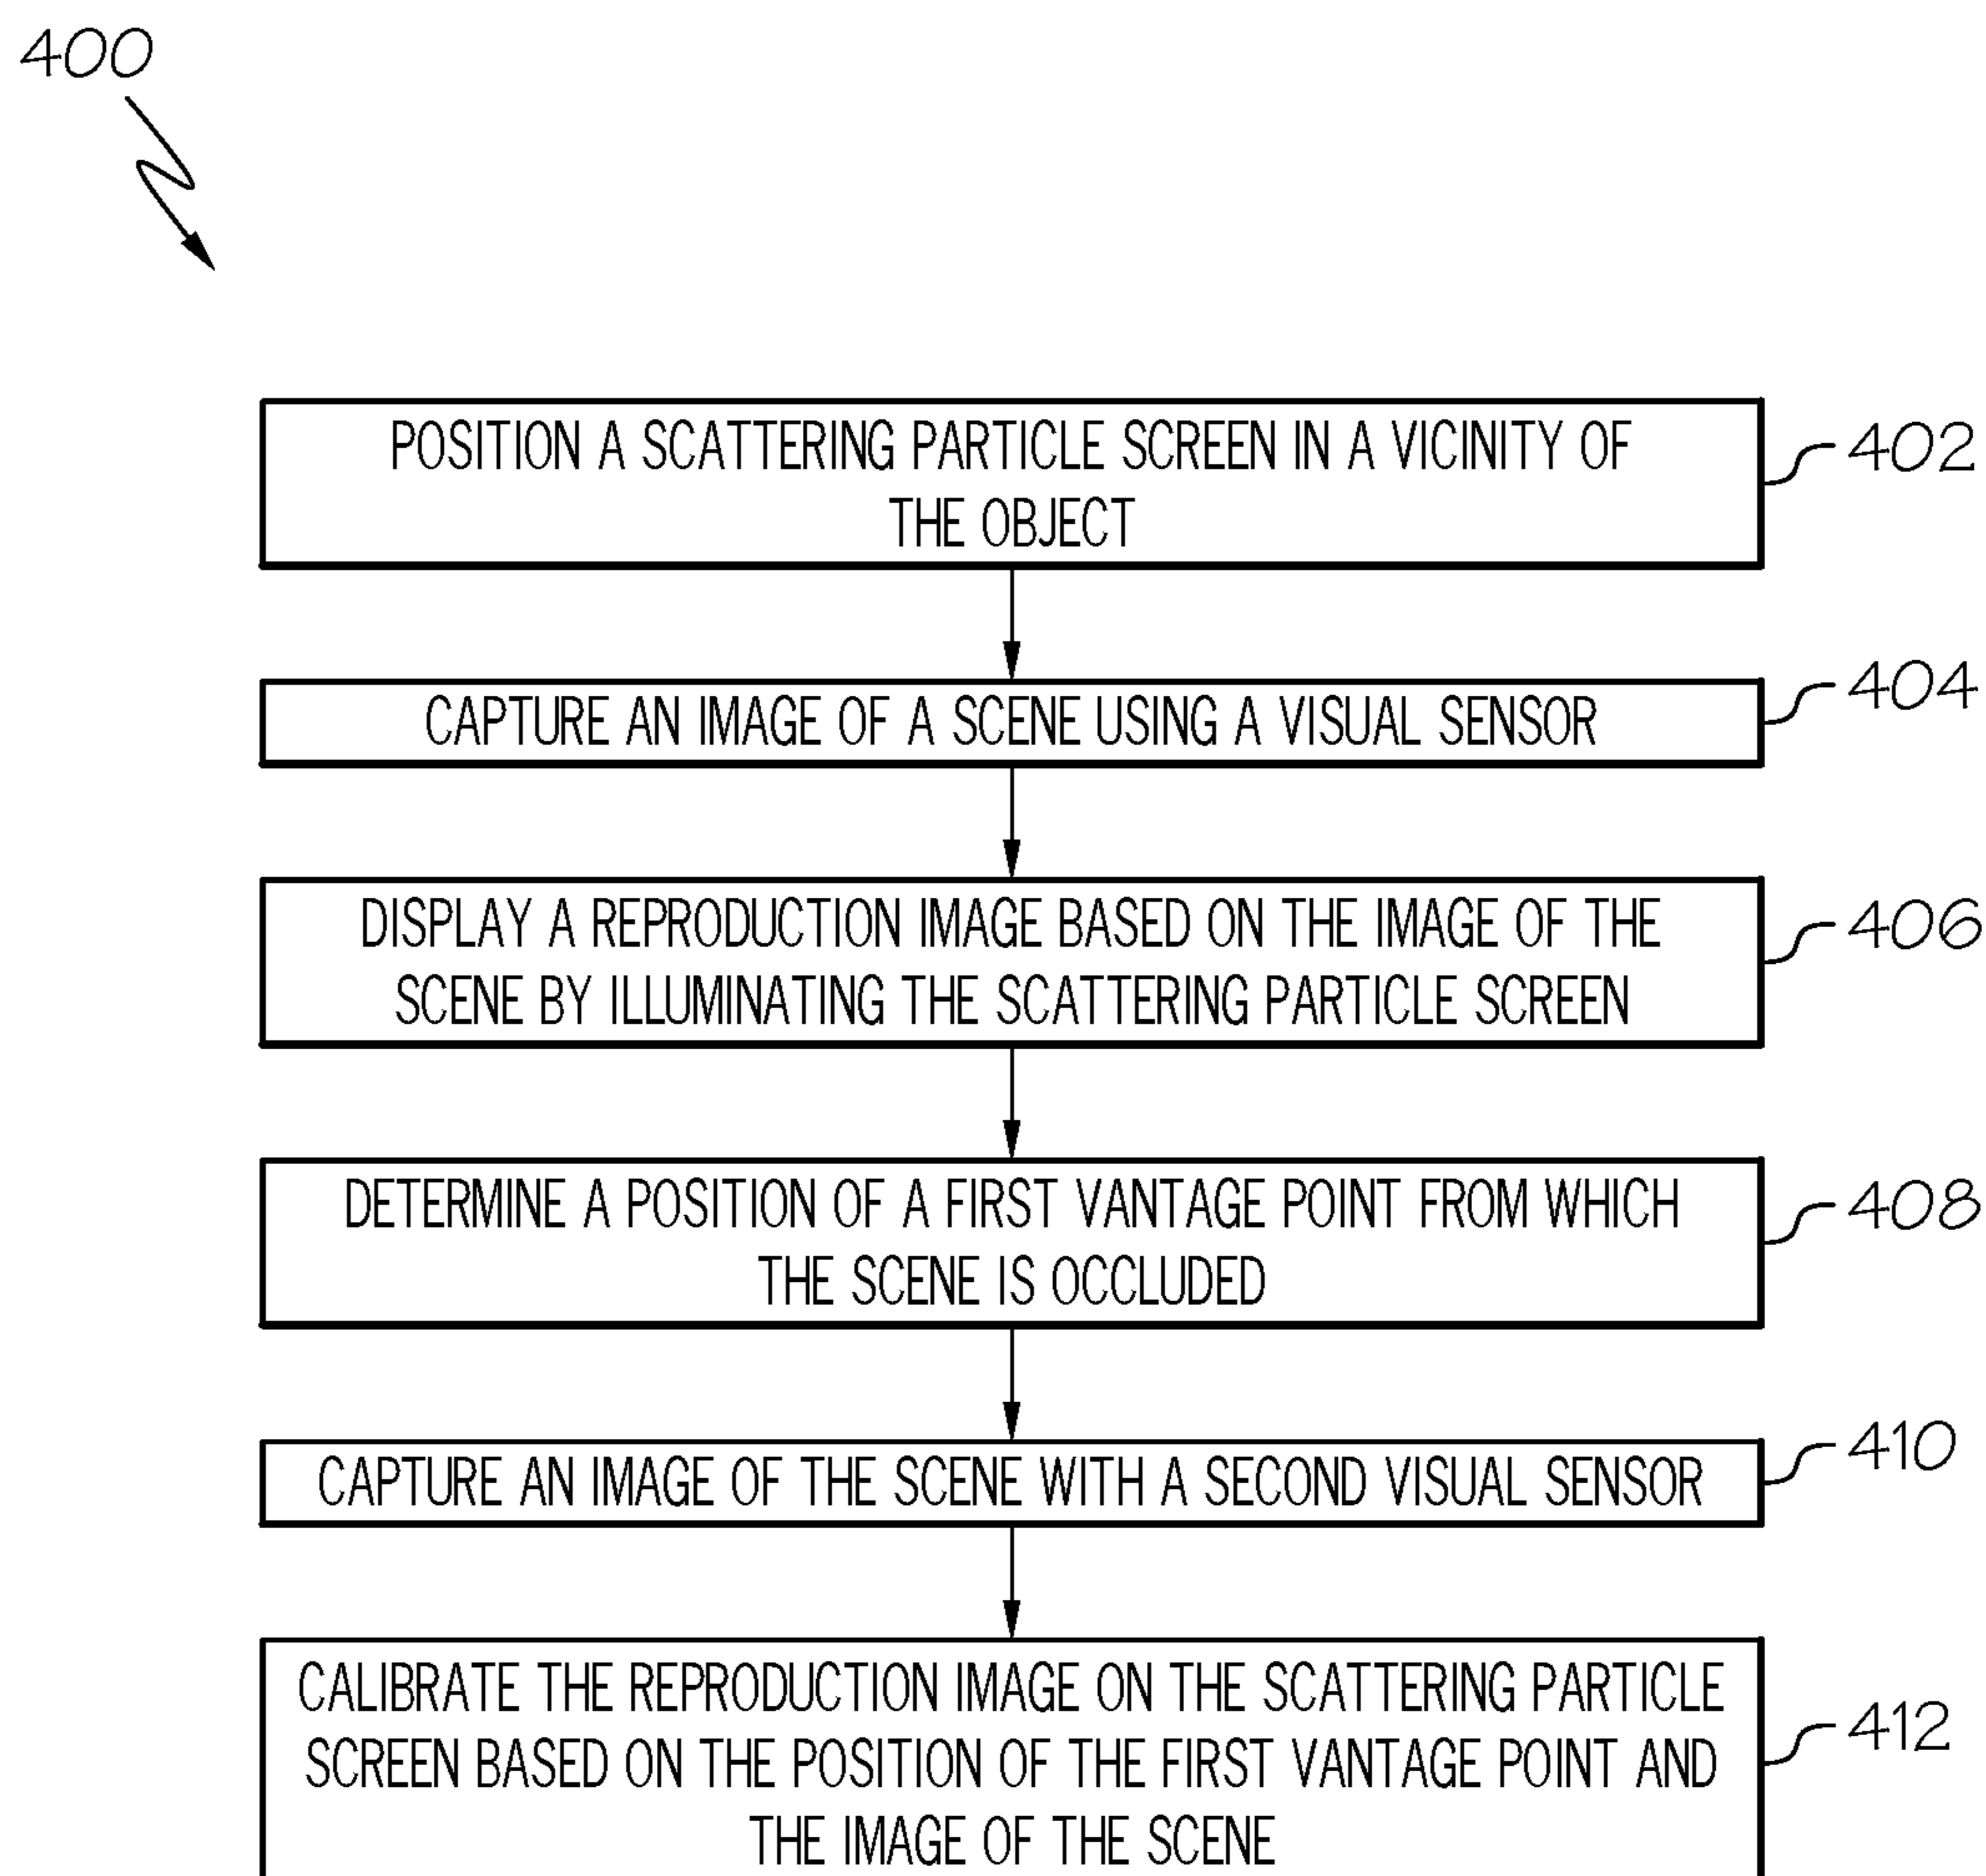 400
POSITION A SCATTERING PARTICLE SCREEN IN A VICINITY OF
THE OBJECT
402
CAPTURE AN IMAGE OF A SCENE USING A VISUAL SENSOR
404
DISPLAY A REPRODUCTION IMAGE BASED ON THE IMAGE OF THE
SCENE BY ILLUMINATING THE SCATTERING PARTICLE SCREEN
406
DETERMINE A POSITION OF A FIRST VANTAGE POINT FROM WHICH
THE SCENE IS OCCLUDED
408
CAPTURE AN IMAGE OF THE SCENE WITH A SECOND VISUAL SENSOR
410
CALIBRATE THE REPRODUCTION IMAGE ON THE SCATTERING PARTICLE
SCREEN BASED ON THE POSITION OF THE FIRST VANTAGE POINT AND
THE IMAGE OF THE SCENE
412